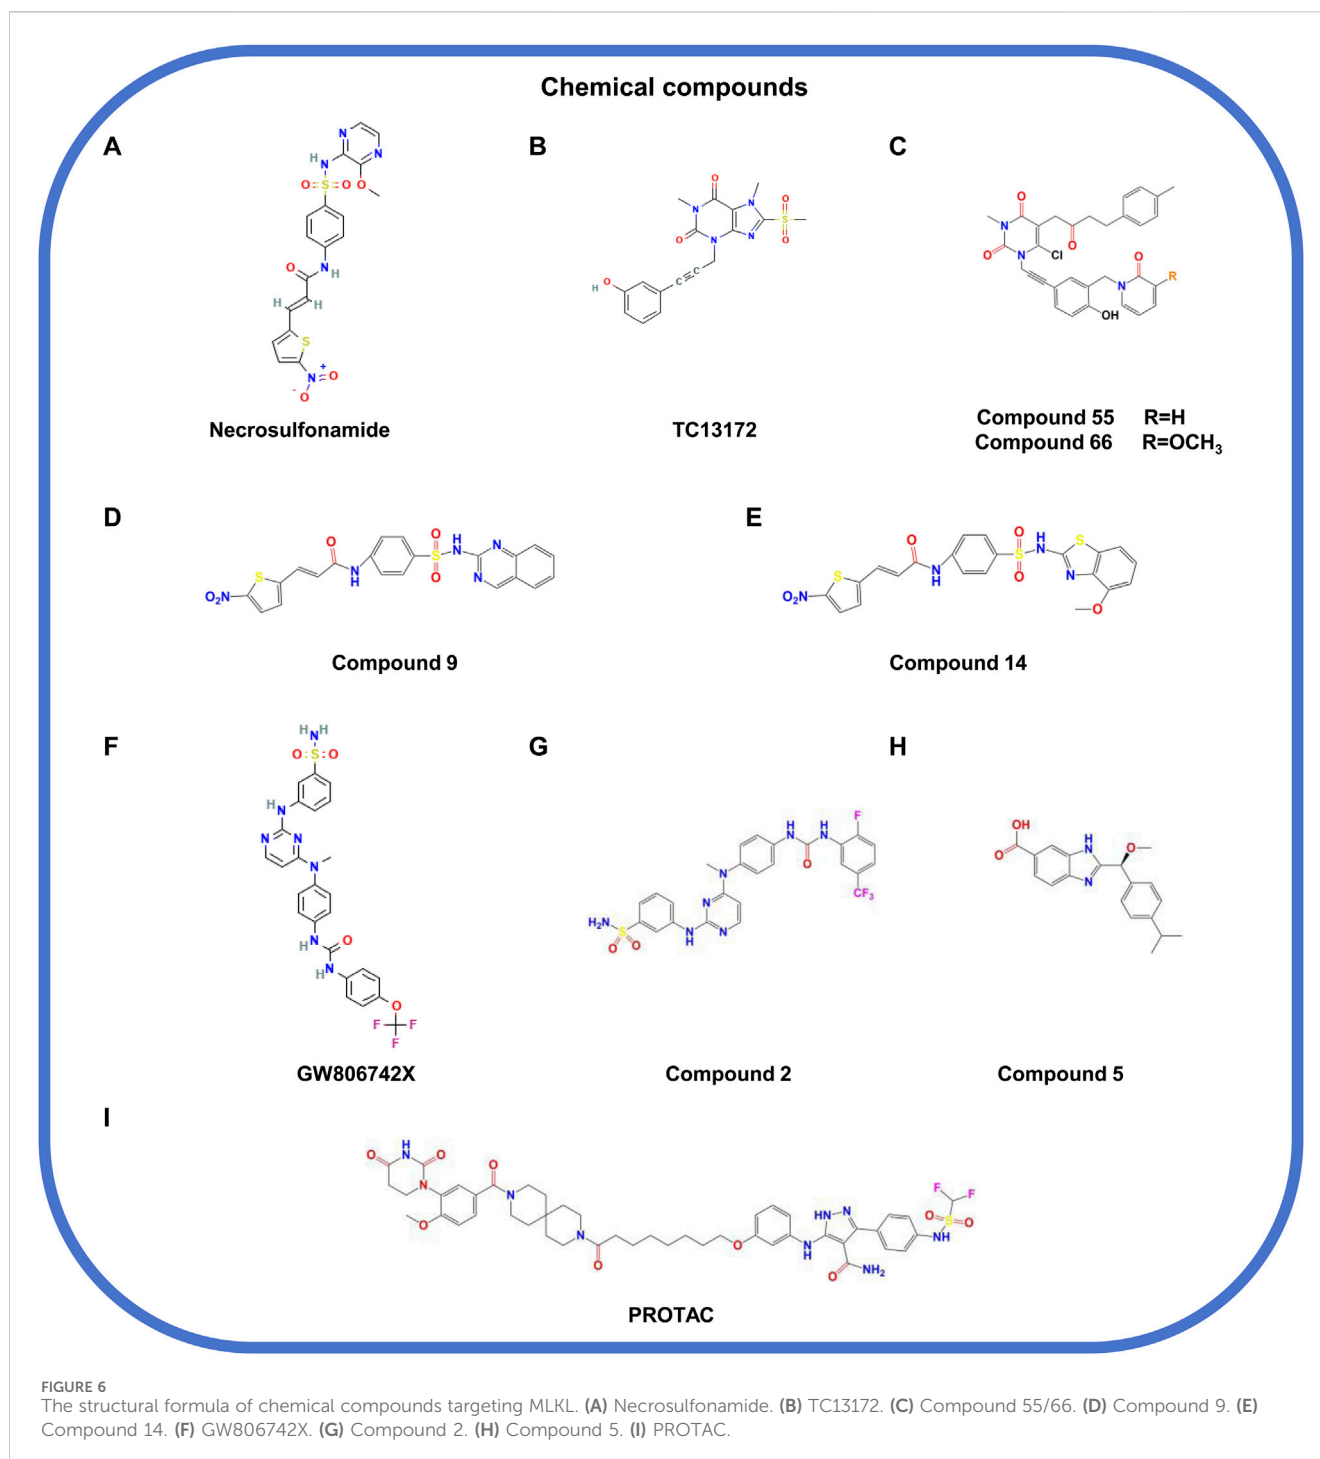 Chemical compounds
A
B
C
Necrosulfonamide
TC13172
Compound 55 R=H
Compound 66 R=OCH₃
D
E
Compound 9
Compound 14
F
G
H
GW806742X
Compound 2
Compound 5
I
PROTAC
FIGURE 6
The structural formula of chemical compounds targeting MLKL. (A) Necrosulfonamide. (B) TC13172. (C) Compound 55/66. (D) Compound 9. (E)
Compound 14. (F) GW806742X. (G) Compound 2. (H) Compound 5. (I) PROTAC.